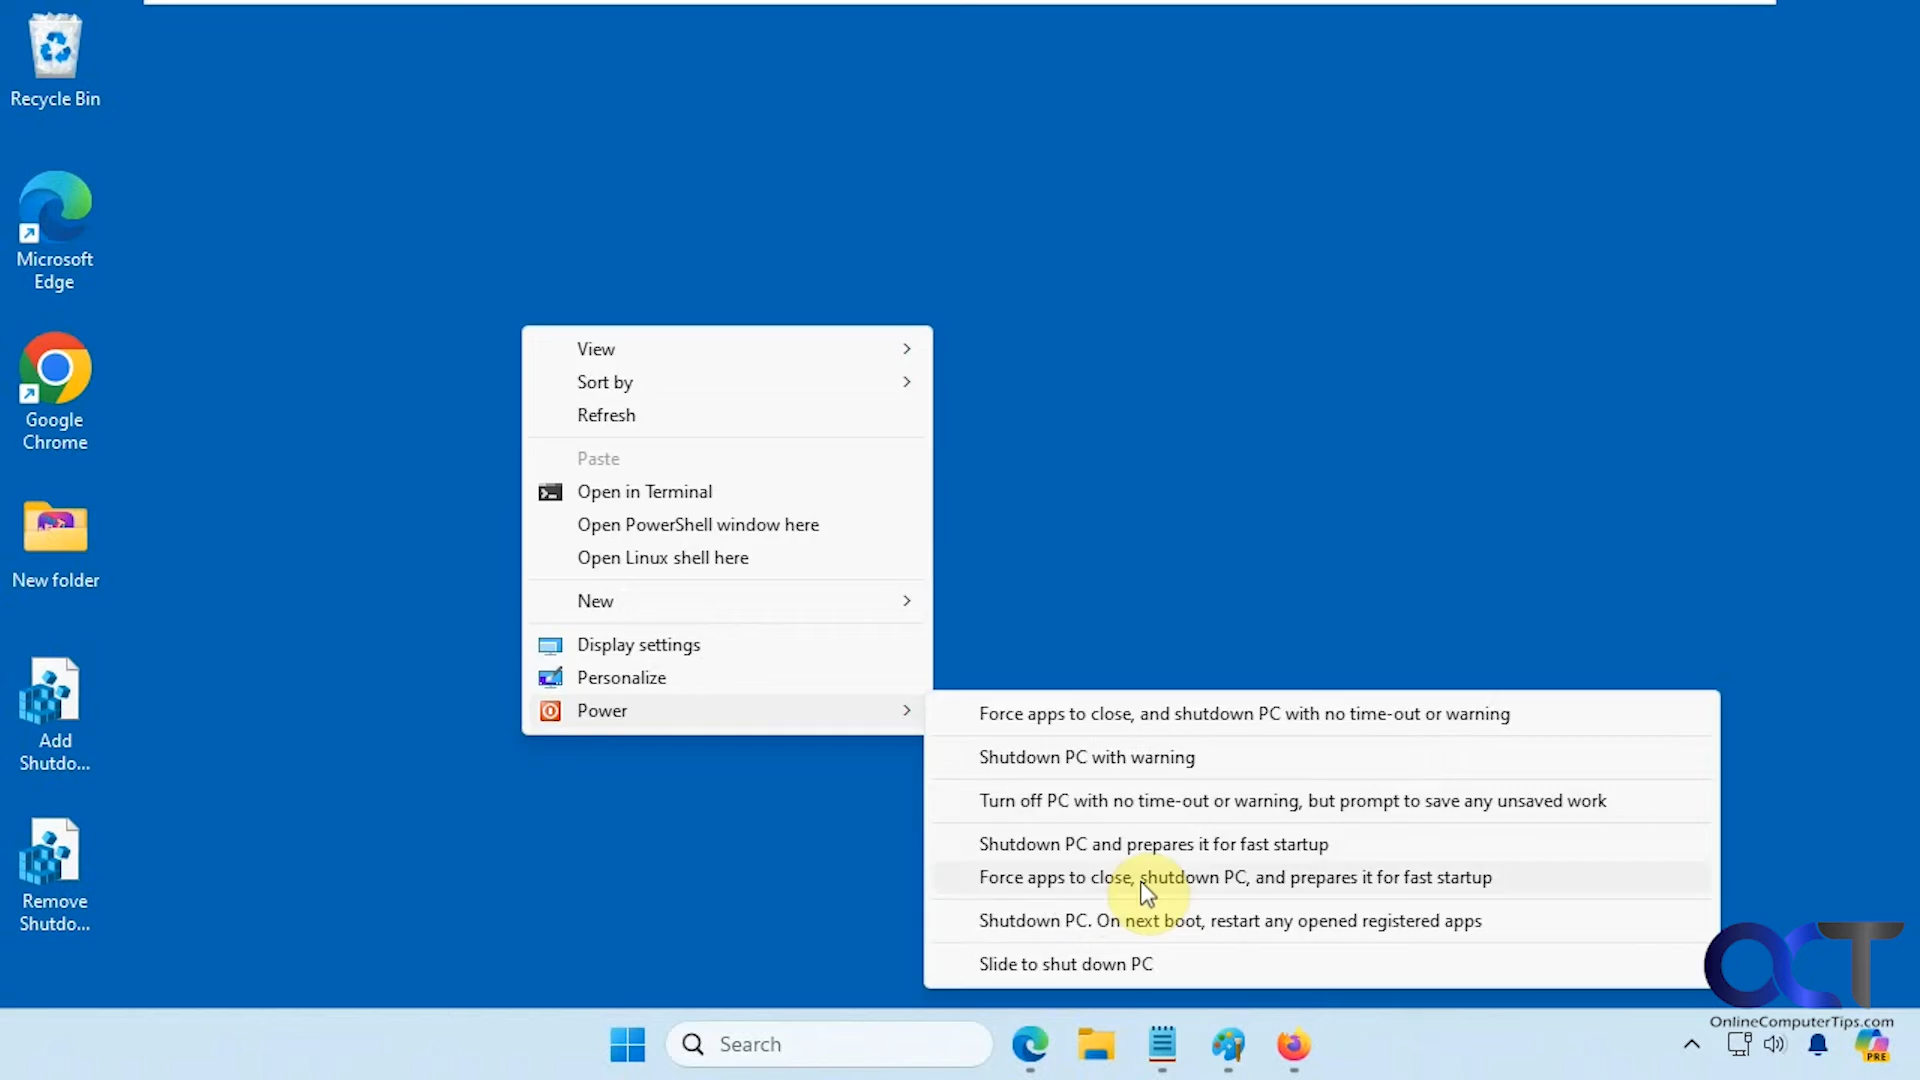 Recycle Bin
Microsoft
Edge
Google
Chrome
New folder
Add
Shutdo...
Remove
Shutdo...
View
Sort by
Refresh
Paste
Open in Terminal
Open PowerShell window here
Open Linux shell here
New
Display settings
Personalize
Power
Force apps to close, and shutdown PC with no time-out or warning
Shutdown PC with warning
Turn off PC with no time-out or warning, but prompt to save any unsaved work
Shutdown PC and prepares it for fast startup
Force apps to close, shutdown PC, and prepares it for fast startup
Shutdown PC. On next boot, restart any opened registered apps
Slide to shut down PC
OCT
OnlineComputerTips.com
Search
PRE